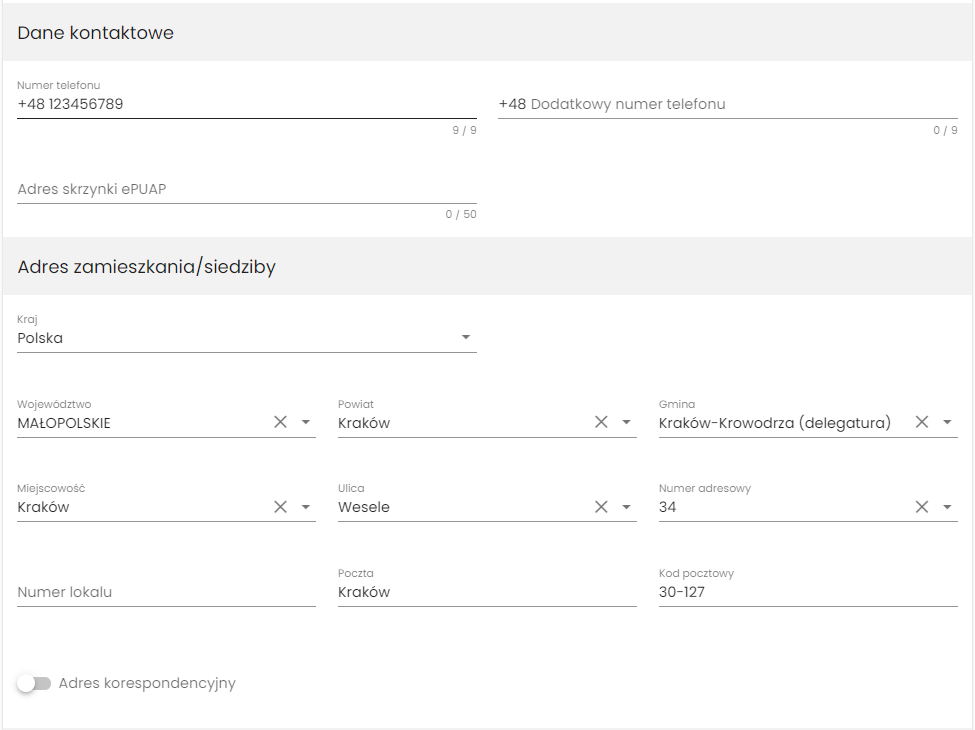 Dane kontaktowe
Numer telefonu
+48 123456789
+48 Dodatkowy numer telefonu
9 / 9
0 / 9
Adres skrzynki ePUAP
0 / 50
Adres zamieszkania/siedziby
Kraj
Polska
Województwo
MAŁOPOLSKIE
Powiat
Kraków
Gmina
Kraków-Krowodrza (delegatura)
Miejscowość
Kraków
Ulica
Wesele
Numer adresowy
34
Numer lokalu
Poczta
Kraków
Kod pocztowy
30-127
Adres korespondencyjny